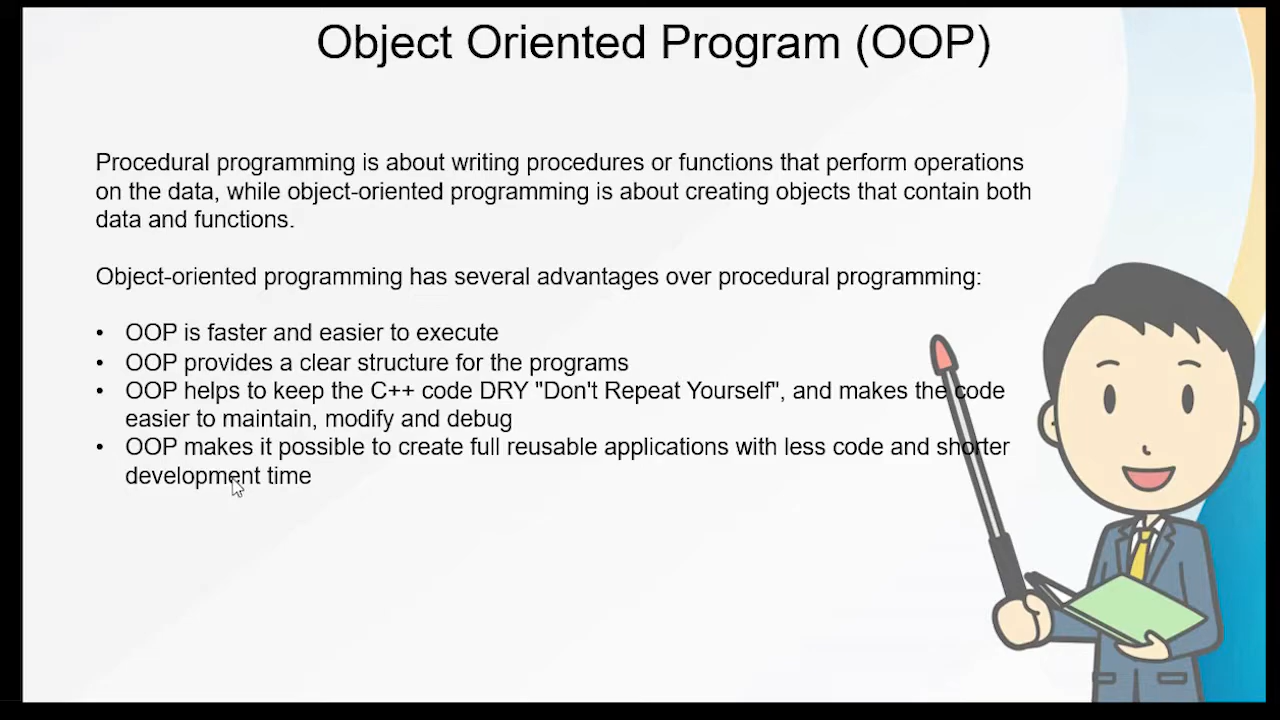 Object Oriented Program (OOP)
Procedural programming is about writing procedures or functions that perform operations
on the data, while object-oriented programming is about creating objects that contain both
data and functions.
Object-oriented programming has several advantages over procedural programming:
• OOP is faster and easier to execute
• OOP provides a clear structure for the programs
• OOP helps to keep the C++ code DRY "Don't Repeat Yourself", and makes the code
easier to maintain, modify and debug
• OOP makes it possible to create full reusable applications with less code and shorter
development time